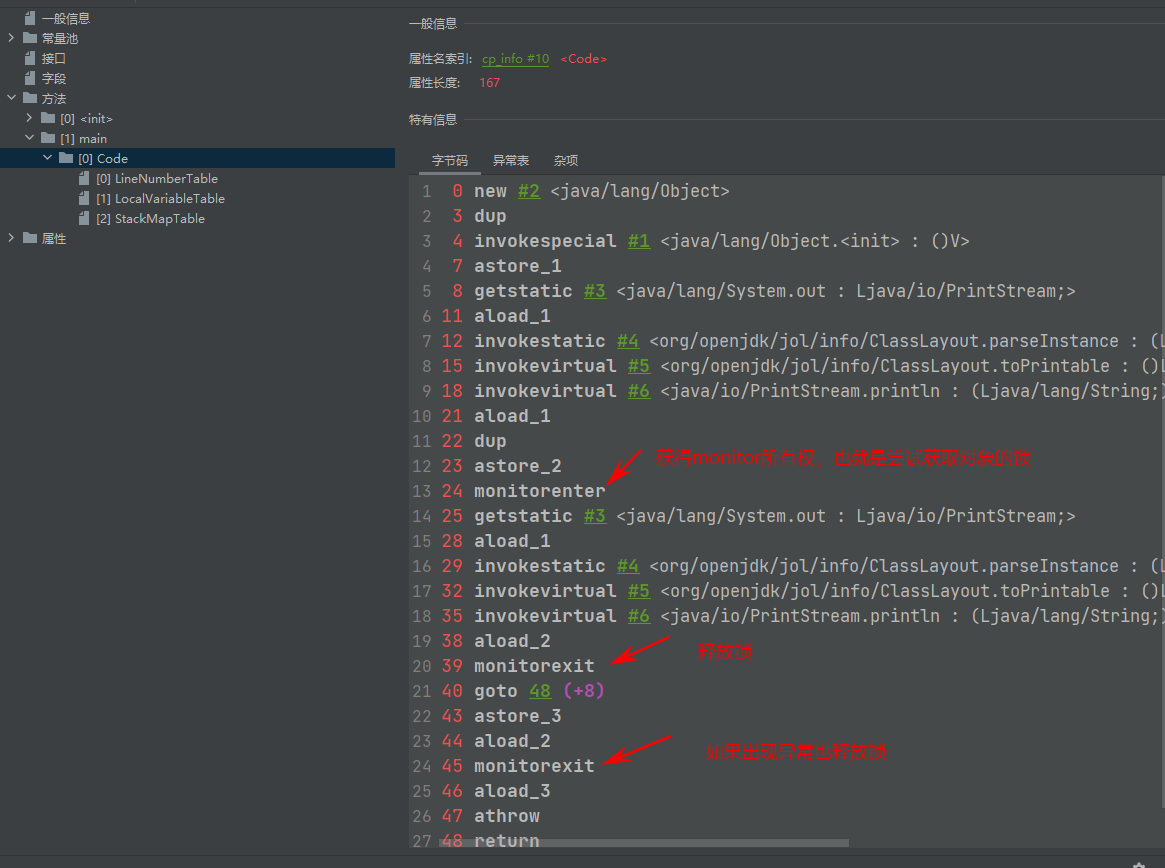 一般信息
常量池
接口
字段
方法
[0] <init>
[1] main
[0] Code
[0] LineNumberTable
[1] LocalVariableTable
[2] StackMapTable
属性
一般信息
属性名索引: cp_info #10 <Code>
属性长度: 167
特有信息
字节码 异常表 杂项
1 0 new #2 <java/lang/Object>
2 3 dup
3 4 invokespecial #1 <java/lang/Object.<init> : ()V>
4 7 astore_1
5 8 getstatic #3 <java/lang/System.out : Ljava/io/PrintStream;>
6 11 aload_1
7 12 invokestatic #4 <org/openjdk/jol/info/ClassLayout.parseInstance : (L
8 15 invokevirtual #5 <org/openjdk/jol/info/ClassLayout.toPrintable : ()L
9 18 invokevirtual #6 <java/io/PrintStream.println : (Ljava/lang/String;)
10 21 aload_1
11 22 dup
获得monitor所有权，也就是尝试获取对象的锁
12 23 astore_2
13 24 monitorenter
14 25 getstatic #3 <java/lang/System.out : Ljava/io/PrintStream;>
15 28 aload_1
16 29 invokestatic #4 <org/openjdk/jol/info/ClassLayout.parseInstance : (L
17 32 invokevirtual #5 <org/openjdk/jol/info/ClassLayout.toPrintable : ()L
18 35 invokevirtual #6 <java/io/PrintStream.println : (Ljava/lang/String;)
19 38 aload_2
释放锁
20 39 monitorexit
21 40 goto 48 (+8)
22 43 astore_3
23 44 aload_2
如果出现异常也释放锁
24 45 monitorexit
25 46 aload_3
26 47 athrow
27 48 return